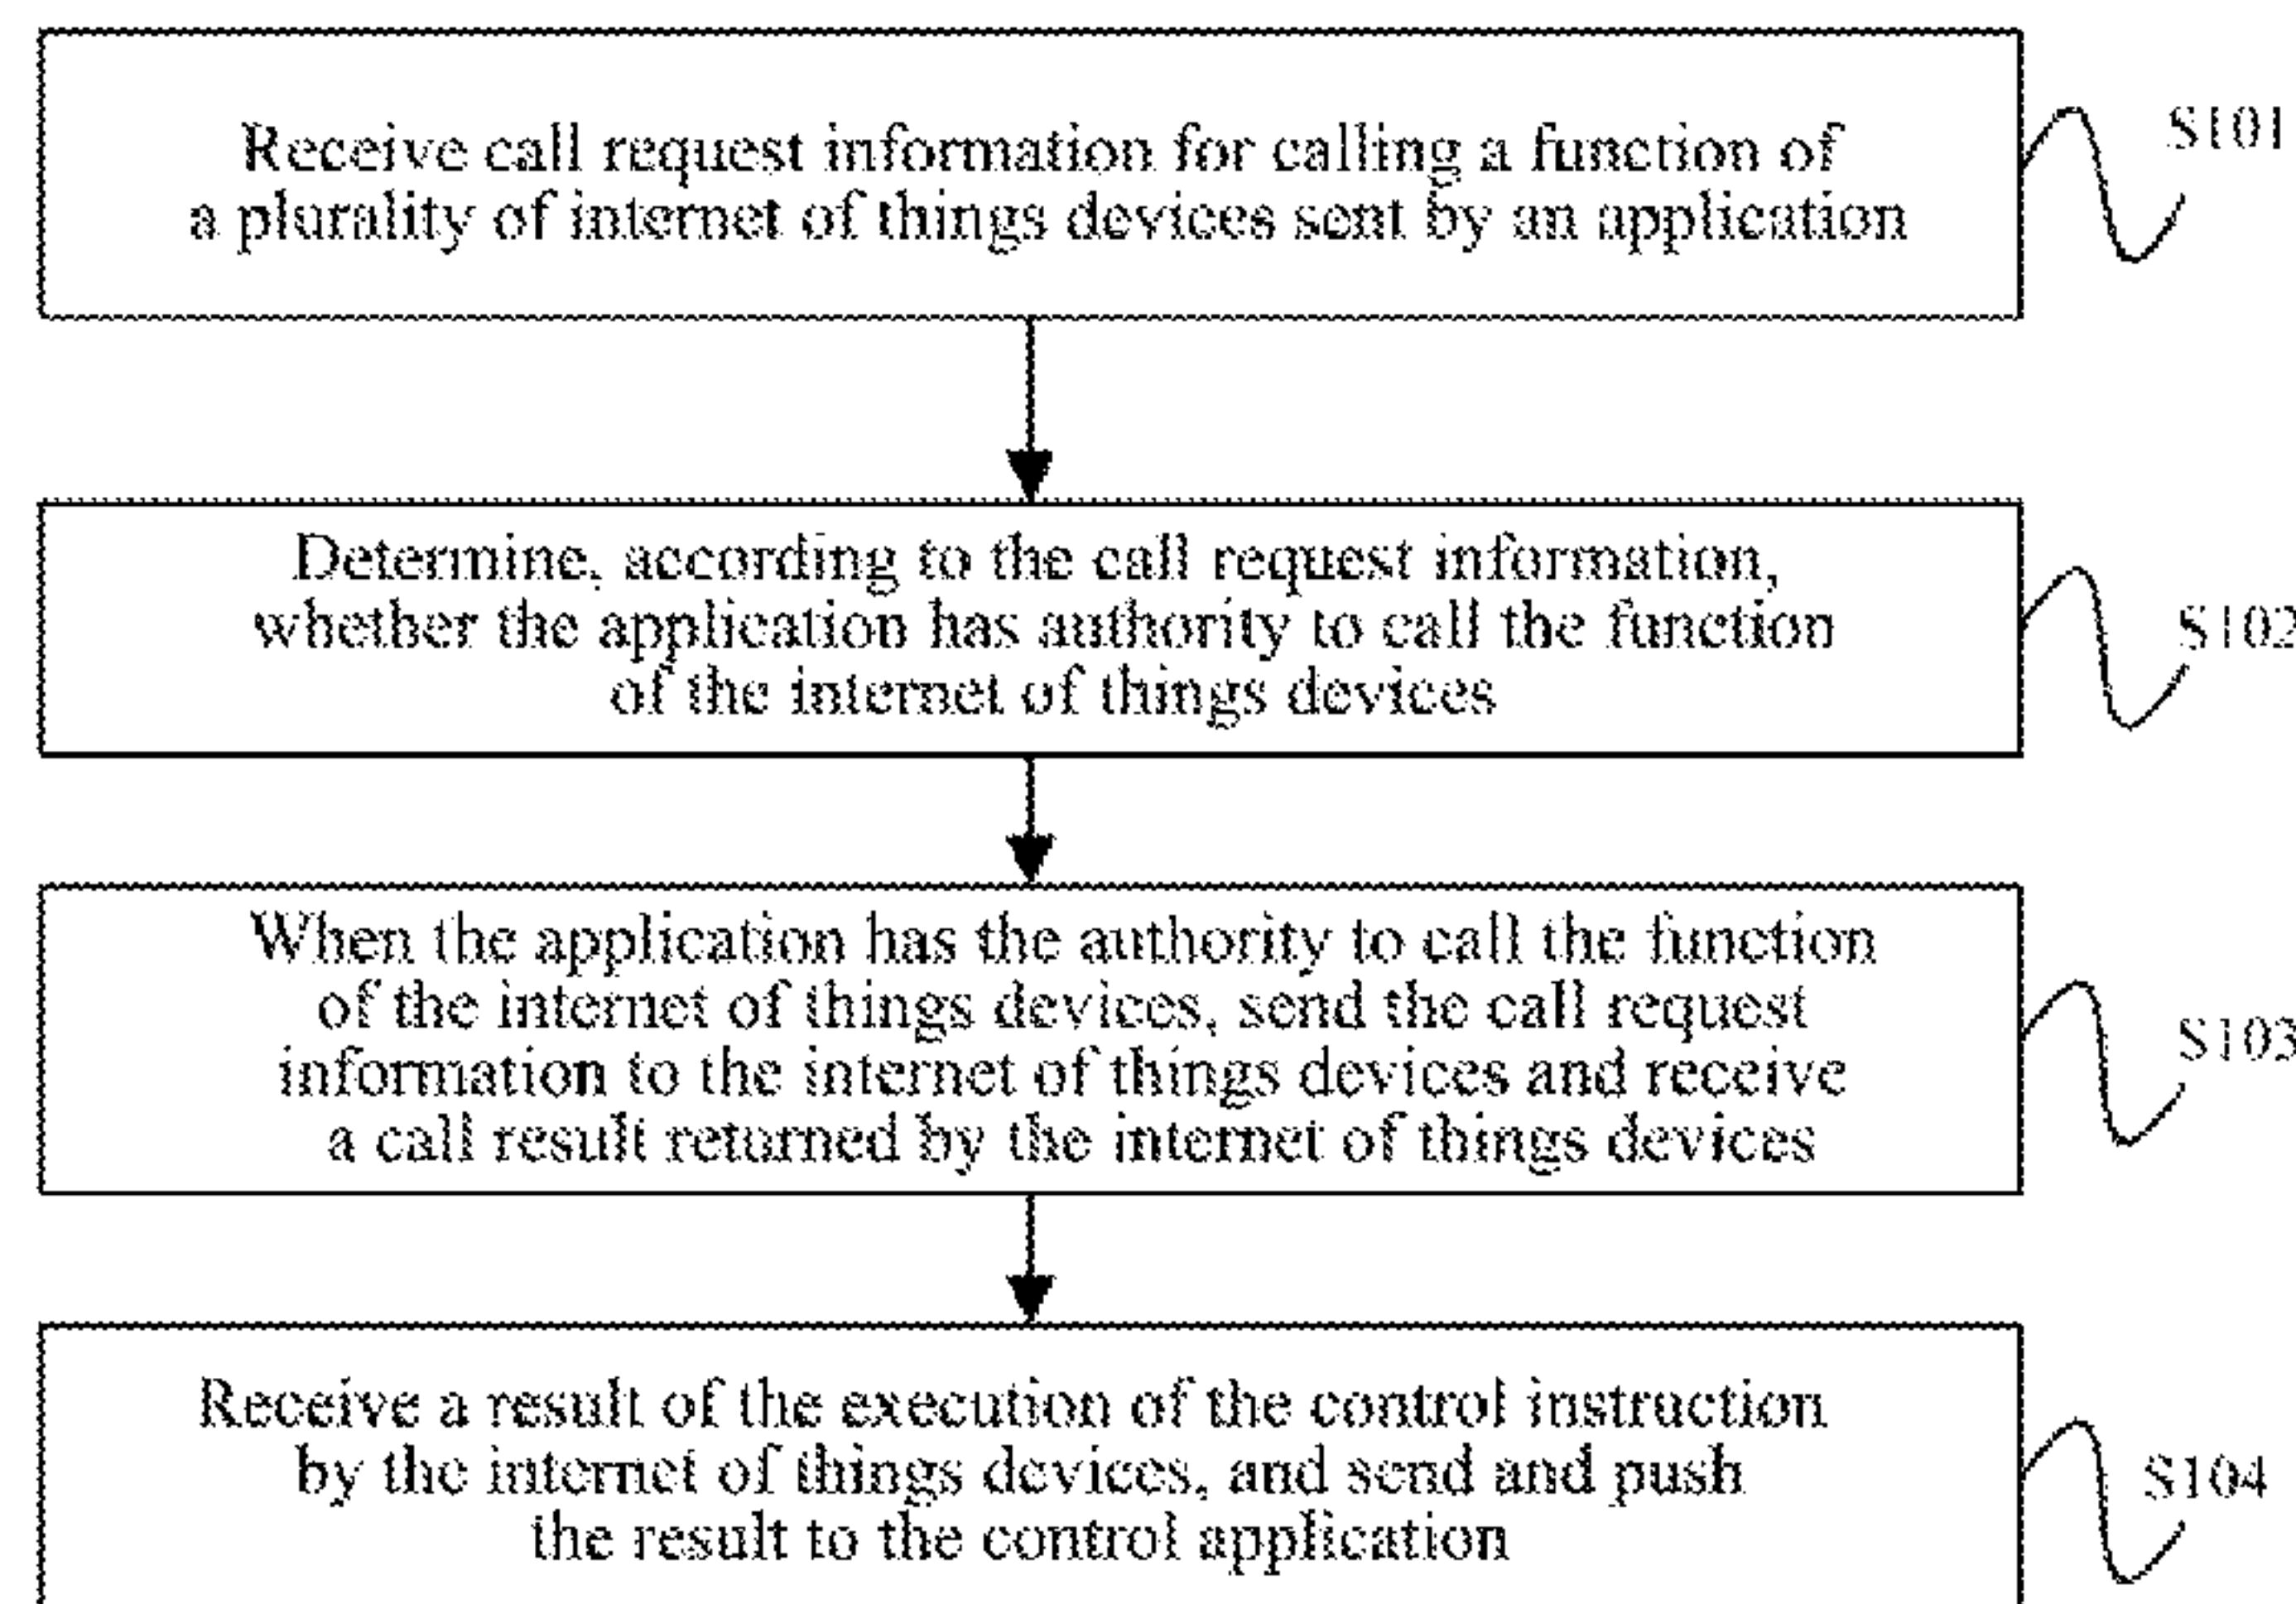 Receive call request information for calling a function of
a plurality of internet of things devices sent by an application
S101
Determine, according to the call request information,
whether the application has authority to call the function
of the internet of things devices
S102
When the application has the authority to call the function
of the internet of things devices, send the call request
information to the internet of things devices and receive
a call result returned by the internet of things devices
S103
Receive a result of the execution of the control instruction
by the internet of things devices, and send and push
the result to the control application
S104